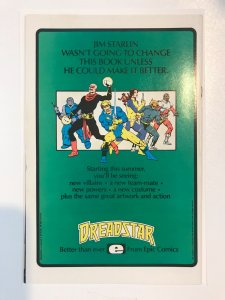 JIM STARLIN
WASN'T GOING TO CHANGE
THIS BOOK UNLESS
HE COULD MAKE IT BETTER.
Starting this summer,
you'll be seeing:
new villains • a new team-mate •
new powers • a new costume •
plus the same great artwork and action
DREADSTAR
Better than ever e from Epic Comics